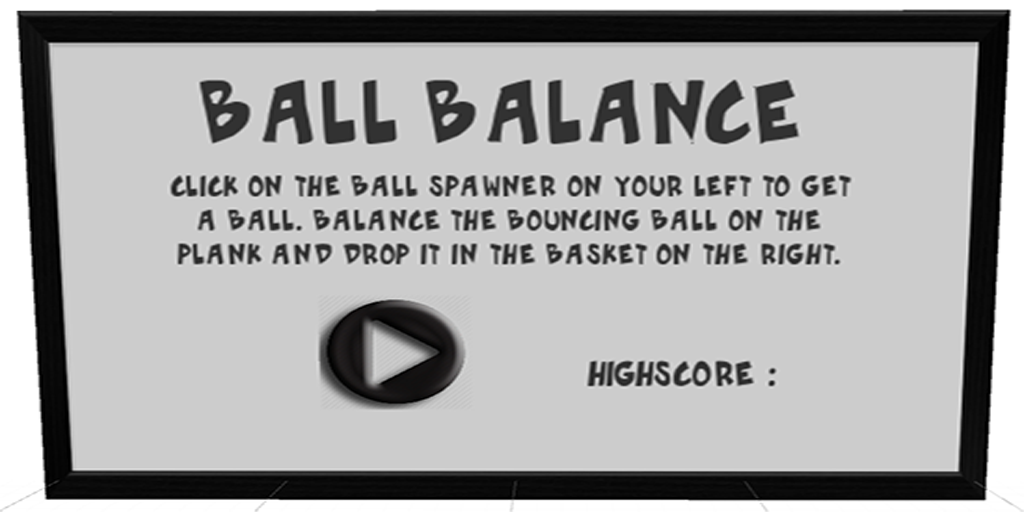 BALL BALANCE
CLICK ON THE BALL SPAWNER ON YOUR LEFT TO GET
A BALL. BALANCE THE BOUNCING BALL ON THE
PLANK AND DROP IT IN THE BASKET ON THE RIGHT.
HIGHSCORE :